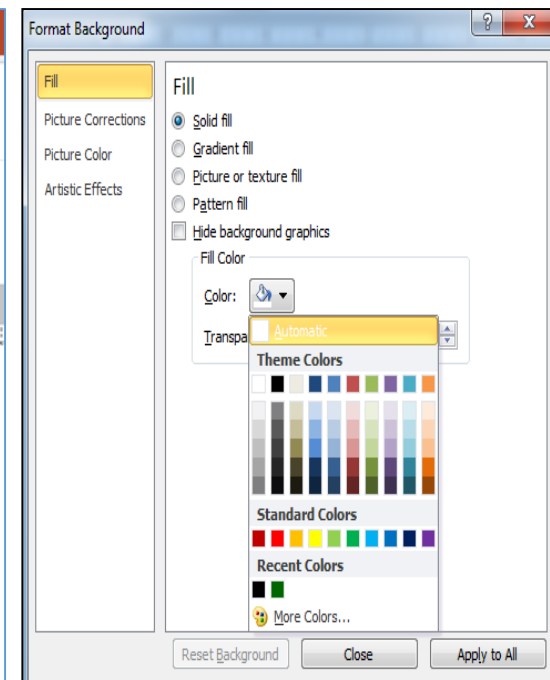 Format Background
Fill
Picture Corrections
Picture Color
Artistic Effects
Fill
Solid fill
Gradient fill
Picture or texture fill
Pattern fill
Hide background graphics
Fill Color
Color:
Transpa
Automatic
Theme Colors
Standard Colors
Recent Colors
More Colors...
Reset Background
Close
Apply to All